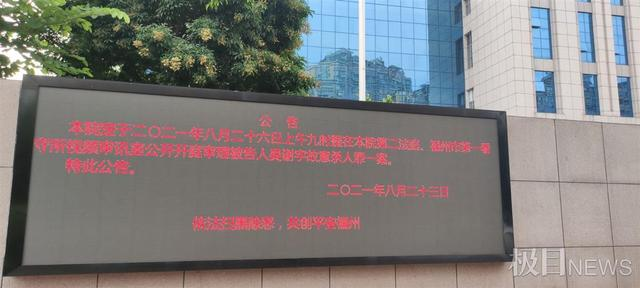 公 告
本院定于二〇二一年八月二十六日上午九时整在本院第二法庭、福州市第一看
守所视频审讯室公开开庭审理被告人吴谢宇故意杀人罪一案。
特此公告。
二〇二一年八月二十三日
依法扫黑除恶，共创平安福州
极目NEWS